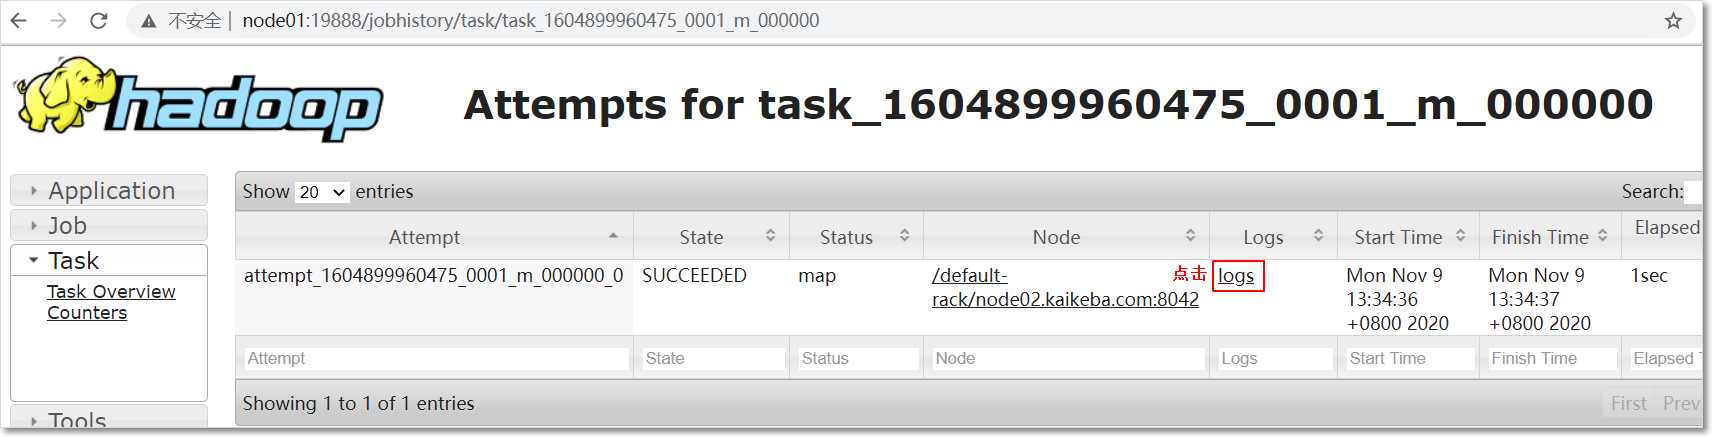 不安全 | node01:19888/jobhistory/task/task_1604899960475_0001_m_000000
hadoop
Attempts for task_1604899960475_0001_m_000000
Application
Job
Task
Task Overview
Counters
Tools
Show 20 entries
Search:
Attempt State Status Node Logs Start Time Finish Time Elapsed
attempt_1604899960475_0001_m_000000_0 SUCCEEDED map /default- 点击 logs Mon Nov 9 Mon Nov 9 1sec
rack/node02.kaikeba.com:8042 13:34:36 13:34:37
+0800 2020 +0800 2020
Attempt State Status Node Logs Start Time Finish Time Elapsed
Showing 1 to 1 of 1 entries
First Prev